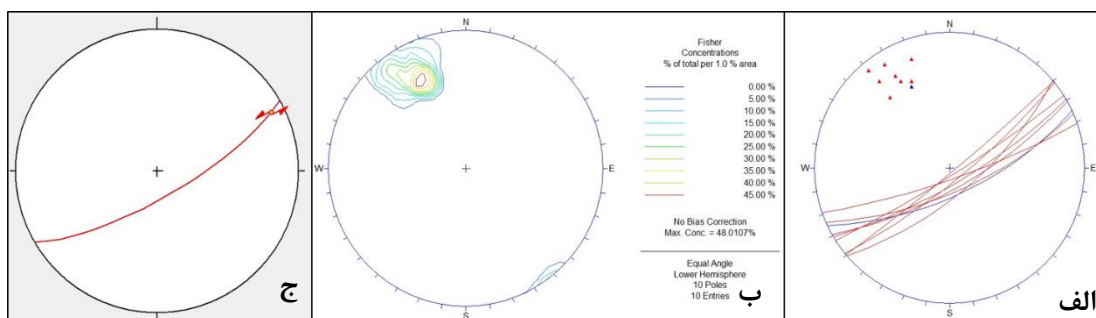 ج
N
W
E
S
ب
Fisher
Concentrations
% of total per 1.0 % area
0.00 %
5.00 %
10.00 %
15.00 %
20.00 %
25.00 %
30.00 %
35.00 %
40.00 %
45.00 %
No Bias Correction
Max. Conc. = 48.0107%
Equal Angle
Lower Hemisphere
10 Poles
10 Entries
N
W
E
S
الف